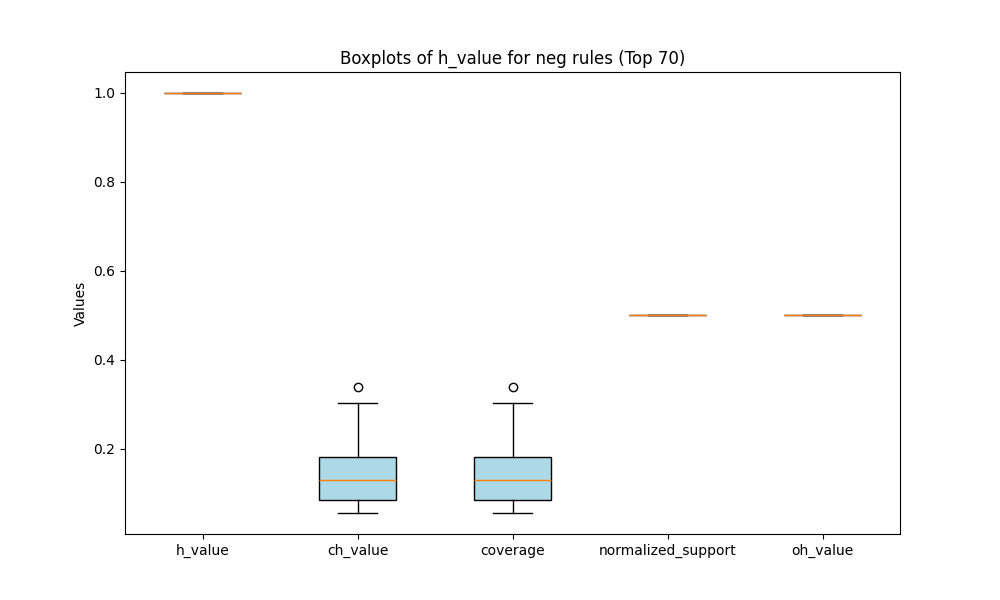 Boxplots of h_value for neg rules (Top 70)
1.0
0.8
0.6
0.4
0.2
Values
h_value
ch_value
coverage
normalized_support
oh_value